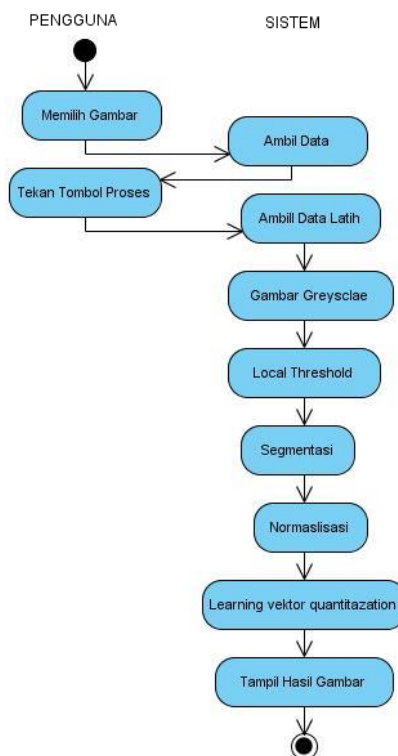 PENGGUNA
SISTEM
Memilih Gambar
Ambil Data
Tekan Tombol Proses
Ambill Data Latih
Gambar Greysclae
Local Threshold
Segmentasi
Normaslisasi
Learning vektor quantitazation
Tampil Hasil Gambar